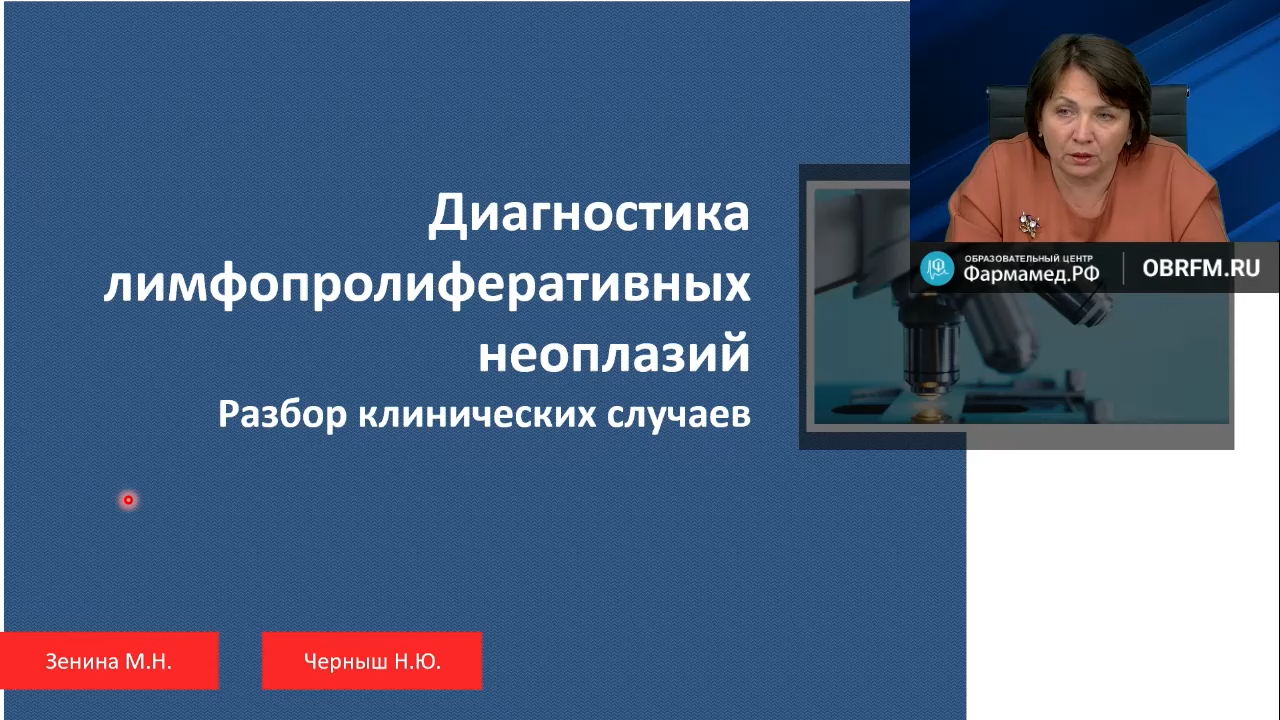 Диагностика
лимфопролиферативных
неоплазий
Разбор клинических случаев
ОБРАЗОВАТЕЛЬНЫЙ ЦЕНТР
Фармамед.РФ
OBRFM.RU
Зенина М.Н.
Черныш Н.Ю.